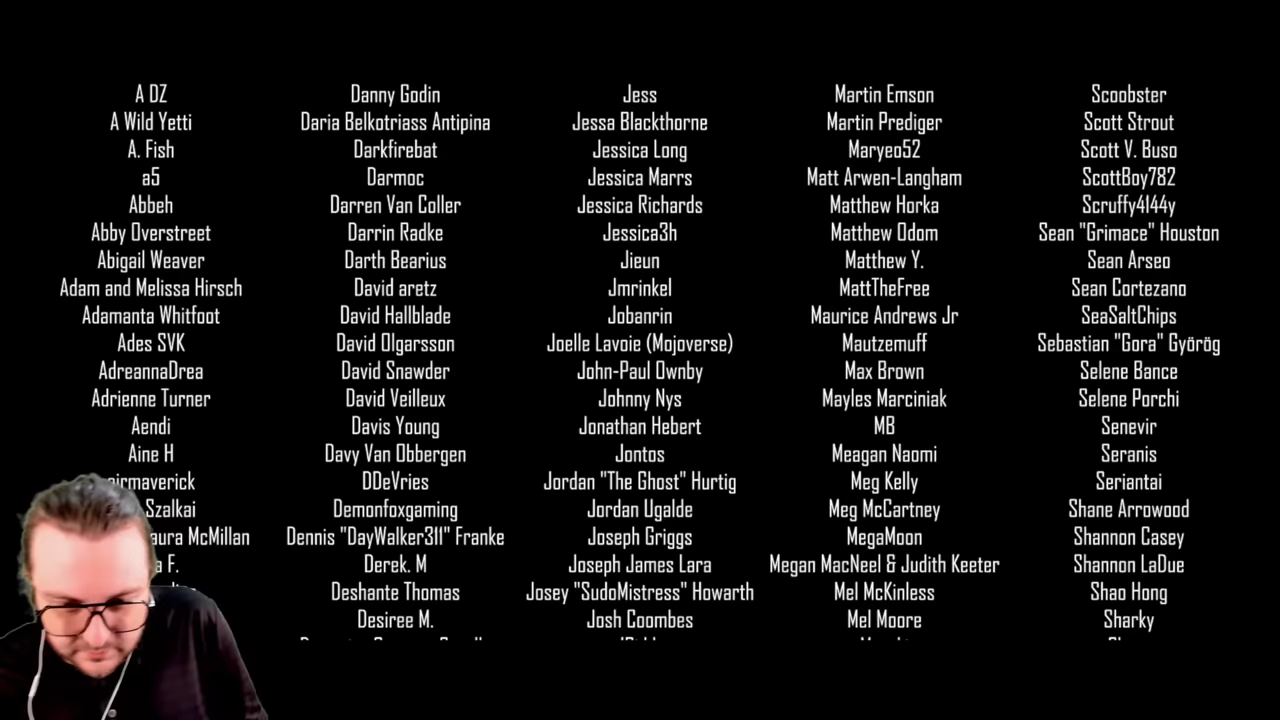 A DZ
A Wild Yetti
A. Fish
a5
Abbeh
Abby Overstreet
Abigail Weaver
Adam and Melissa Hirsch
Adamanta Whitfoot
Ades SVK
AdreannaDrea
Adrienne Turner
Aendi
Aine H
airmaverick
Szalkai
aura McMillan
a F.
Danny Godin
Daria Belkotriass Antipina
Darkfirebat
Darmoc
Darren Van Coller
Darrin Radke
Darth Bearius
David aretz
David Hallblade
David Olgarsson
David Snawder
David Veilleux
Davis Young
Davy Van Obbergen
DDeVries
Demonfoxgaming
Dennis "DayWalker311" Franke
Derek. M
Deshante Thomas
Desiree M.
Jess
Jessa Blackthorne
Jessica Long
Jessica Marrs
Jessica Richards
Jessica3h
Jieun
Jmrinkel
Jobanrin
Joelle Lavoie (Mojoverse)
John-Paul Ownby
Johnny Nys
Jonathan Hebert
Jontos
Jordan "The Ghost" Hurtig
Jordan Ugalde
Joseph Griggs
Joseph James Lara
Josey "SudoMistress" Howarth
Josh Coombes
Martin Emson
Martin Prediger
Maryeo52
Matt Arwen-Langham
Matthew Horka
Matthew Odom
Matthew Y.
MattTheFree
Maurice Andrews Jr
Mautzemuff
Max Brown
Mayles Marciniak
MB
Meagan Naomi
Meg Kelly
Meg McCartney
MegaMoon
Megan MacNeel & Judith Keeter
Mel McKinless
Mel Moore
Scoobster
Scott Strout
Scott V. Buso
ScottBoy782
Scruffy4144y
Sean "Grimace" Houston
Sean Arseo
Sean Cortezano
SeaSaltChips
Sebastian "Gora" Györög
Selene Bance
Selene Porchi
Senevir
Seranis
Seriantai
Shane Arrowood
Shannon Casey
Shannon LaDue
Shao Hong
Sharky